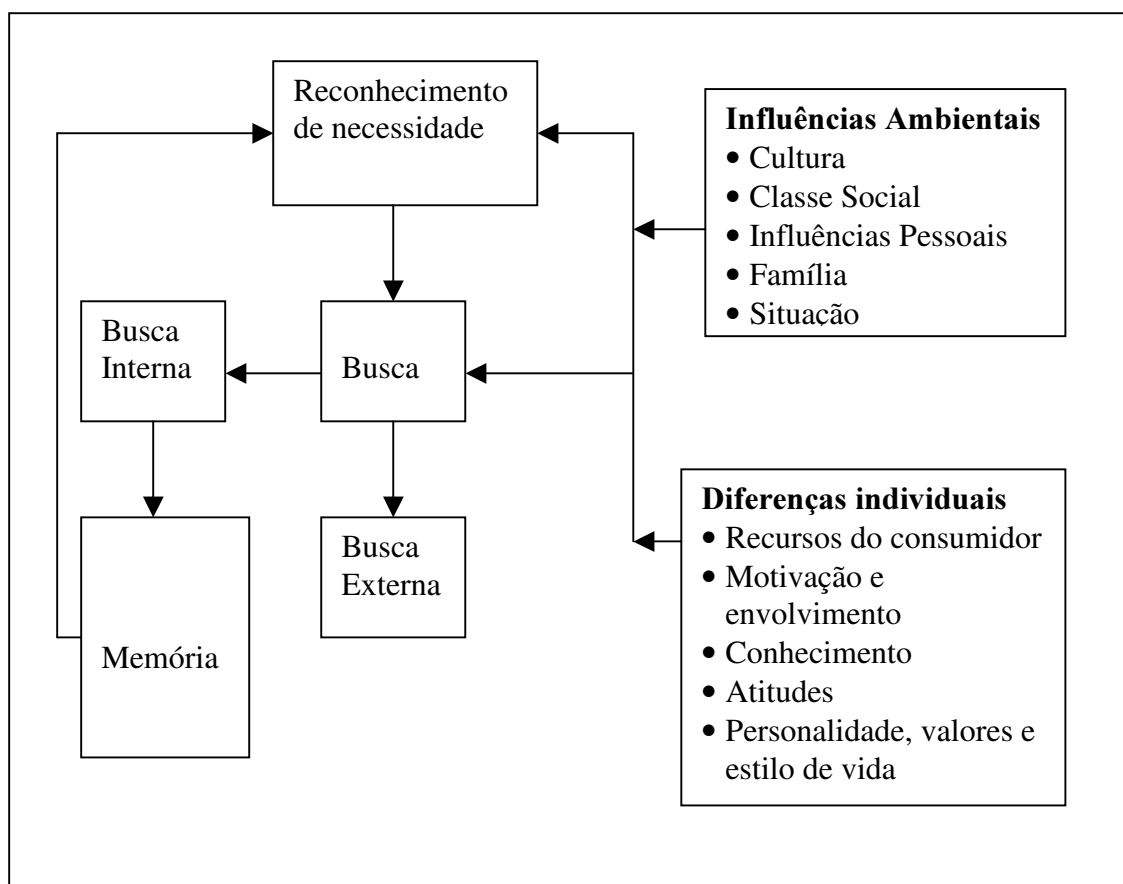 Reconhecimento
de necessidade
Influências Ambientais
• Cultura
• Classe Social
• Influências Pessoais
• Família
• Situação
Busca
Interna
Busca
Busca
Externa
Memória
Diferenças individuais
• Recursos do consumidor
• Motivação e
envolvimento
• Conhecimento
• Atitudes
• Personalidade, valores e
estilo de vida